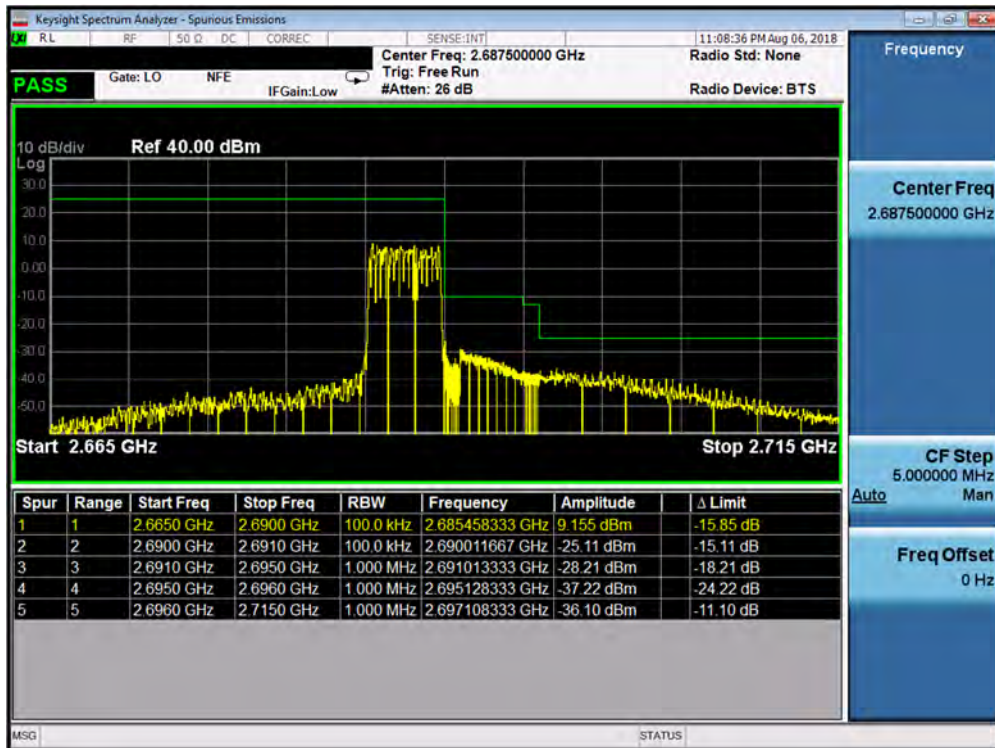 Keysight Spectrum Analyzer - Spurious Emissions
LXI RL RF 50 Ω DC CORREC SENSE:INT 11:08:36 PM Aug 06, 2018
Center Freq: 2.687500000 GHz Radio Std: None
Trig: Free Run
PASS Gate: LO NFE IFGain:Low #Atten: 26 dB Radio Device: BTS
Frequency
10 dB/div Ref 40.00 dBm
Log
30.0
20.0
10.0
0.00
-10.0
-20.0
-30.0
-40.0
-50.0
Start 2.665 GHz Stop 2.715 GHz
Center Freq
2.687500000 GHz
CF Step
5.000000 MHz
Auto Man
Freq Offset
0 Hz
Spur Range Start Freq Stop Freq RBW Frequency Amplitude Δ Limit
1 1 2.6650 GHz 2.6900 GHz 100.0 kHz 2.685458333 GHz 9.155 dBm -15.85 dB
2 2 2.6900 GHz 2.6910 GHz 100.0 kHz 2.690011667 GHz -25.11 dBm -15.11 dB
3 3 2.6910 GHz 2.6950 GHz 1.000 MHz 2.691013333 GHz -28.21 dBm -18.21 dB
4 4 2.6950 GHz 2.6960 GHz 1.000 MHz 2.695128333 GHz -37.22 dBm -24.22 dB
5 5 2.6960 GHz 2.7150 GHz 1.000 MHz 2.697108333 GHz -36.10 dBm -11.10 dB
MSG STATUS